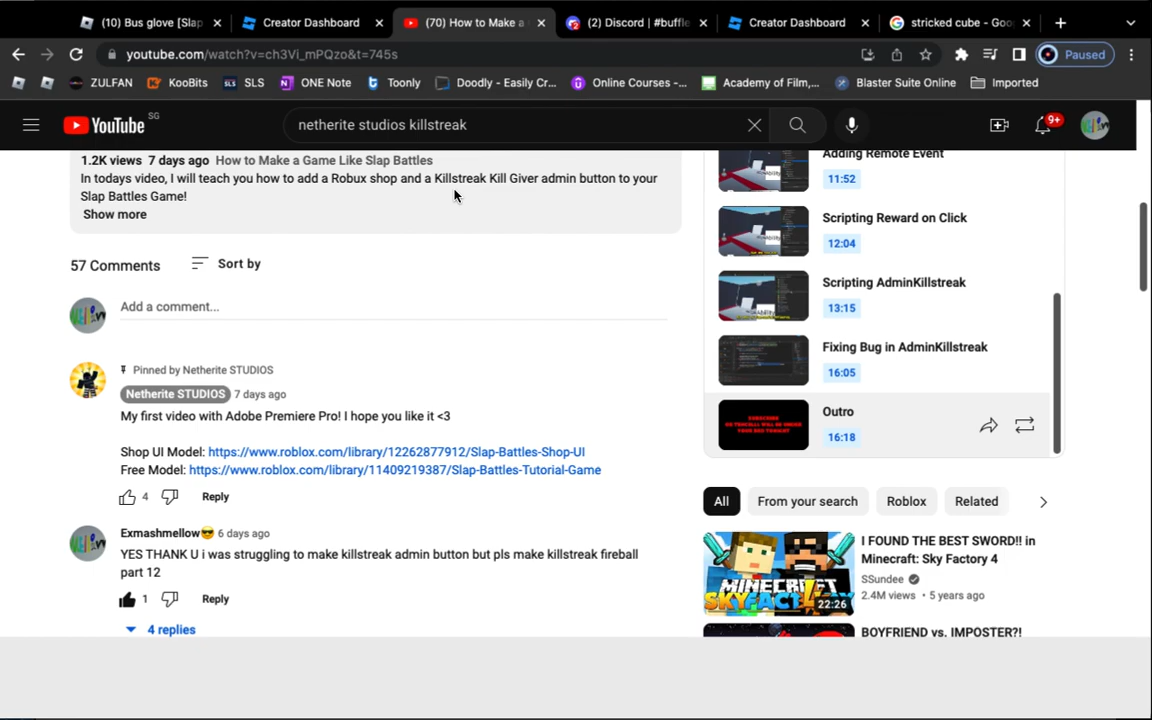 (10) Bus glove [Slap
Creator Dashboard
(70) How to Make a
(2) Discord | #buffle
Creator Dashboard
stricked cube - Goo
youtube.com/watch?v=ch3Vi_mPQzo&t=745s
Paused
ZULFAN
KooBits
SLS SLS
ONE Note
Toonly
Doodly - Easily Cr...
Online Courses -...
Academy of Film,...
Blaster Suite Online
Imported
YouTube SG
netherite studios killstreak
9+
1.2K views 7 days ago How to Make a Game Like Slap Battles
In todays video, I will teach you how to add a Robux shop and a Killstreak Kill Giver admin button to your
Slap Battles Game!
Show more
57 Comments
Sort by
Add a comment...
Pinned by Netherite STUDIOS
Netherite STUDIOS 7 days ago
My first video with Adobe Premiere Pro! I hope you like it <3
Shop UI Model: https://www.roblox.com/library/12262877912/Slap-Battles-Shop-UI
Free Model: https://www.roblox.com/library/11409219387/Slap-Battles-Tutorial-Game
4
Reply
Exmashmellow😎 6 days ago
YES THANK U i was struggling to make killstreak admin button but pls make killstreak fireball
part 12
1
Reply
4 replies
Adding Remote Event
11:52
Scripting Reward on Click
12:04
Scripting AdminKillstreak
13:15
Fixing Bug in AdminKillstreak
16:05
Outro
16:18
All
From your search
Roblox
Related
I FOUND THE BEST SWORD!! in
Minecraft: Sky Factory 4
SSundee
2.4M views • 5 years ago
MINECRAFT
SKY FACTORY
22:26
BOYFRIEND vs. IMPOSTER?!